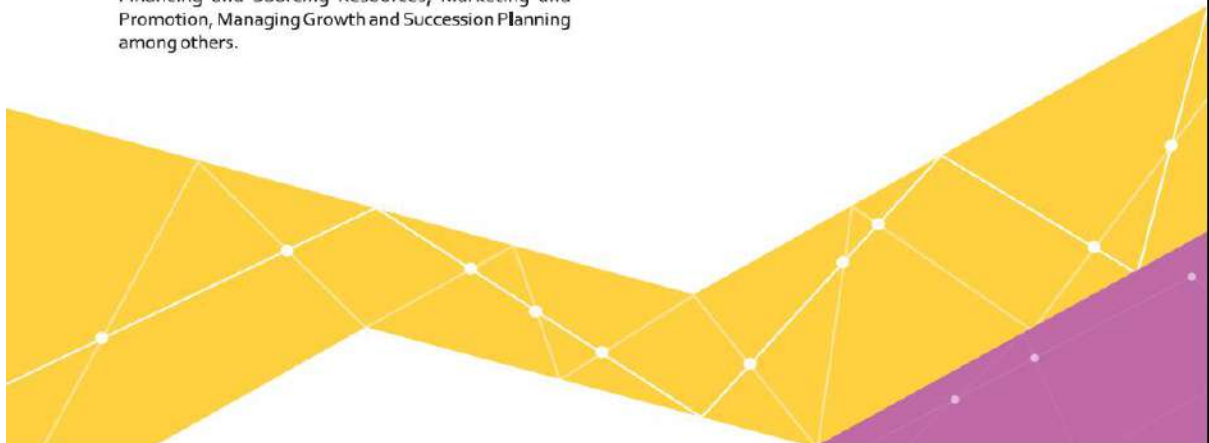 Financing and Sourcing Resources, Marketing and
Promotion, Managing Growth and Succession Planning
among others.